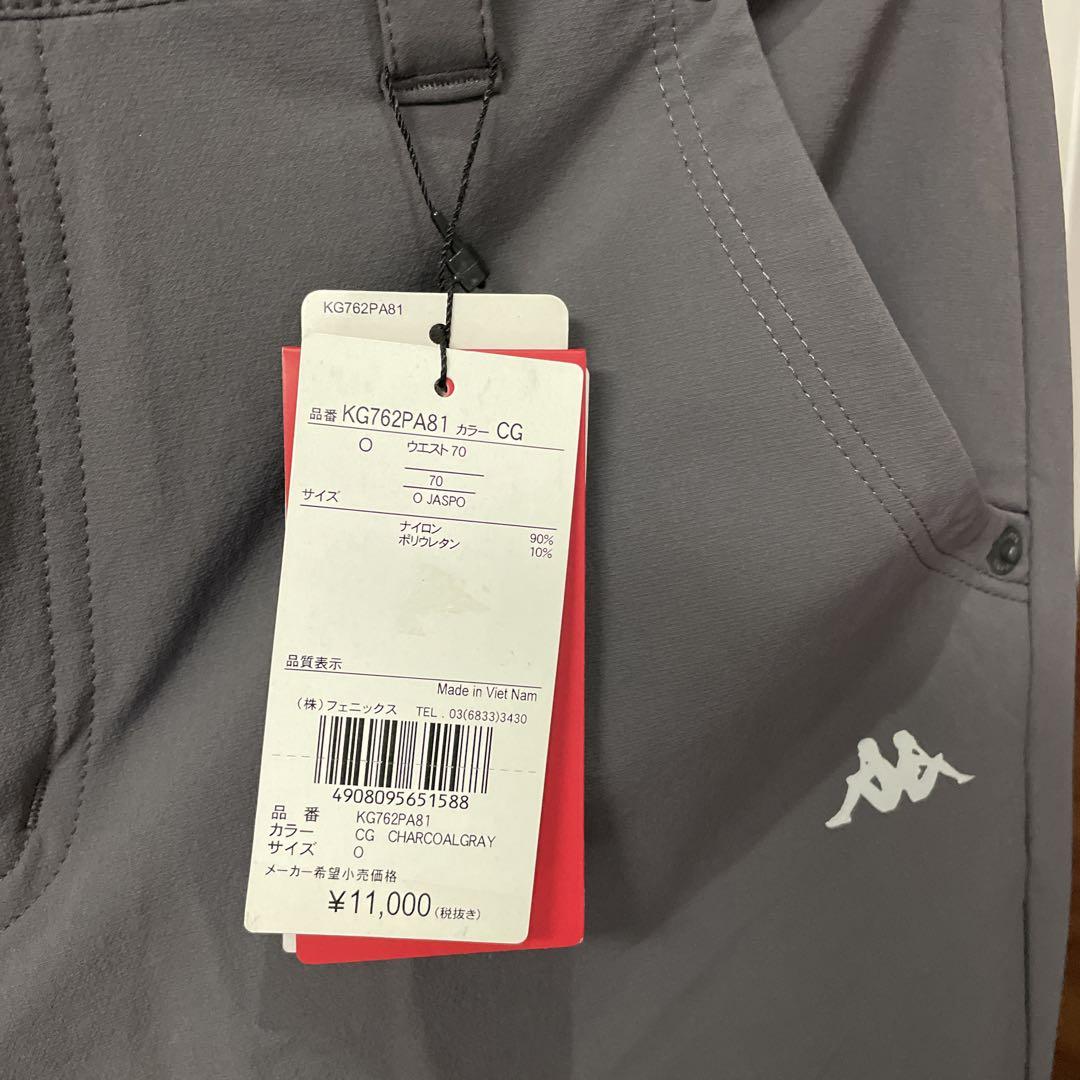 KG762PA81
品番 KG762PA81 カラー CG
O ウエスト70
70
サイズ O JASPO
ナイロン 90%
ポリウレタン 10%
品質表示
Made in Viet Nam
(株)フェニックス TEL . 03(6833)3430
4908095651588
品 番 KG762PA81
カラー CG CHARCOALGRAY
サイズ O
メーカー希望小売価格
¥11,000(税抜き)